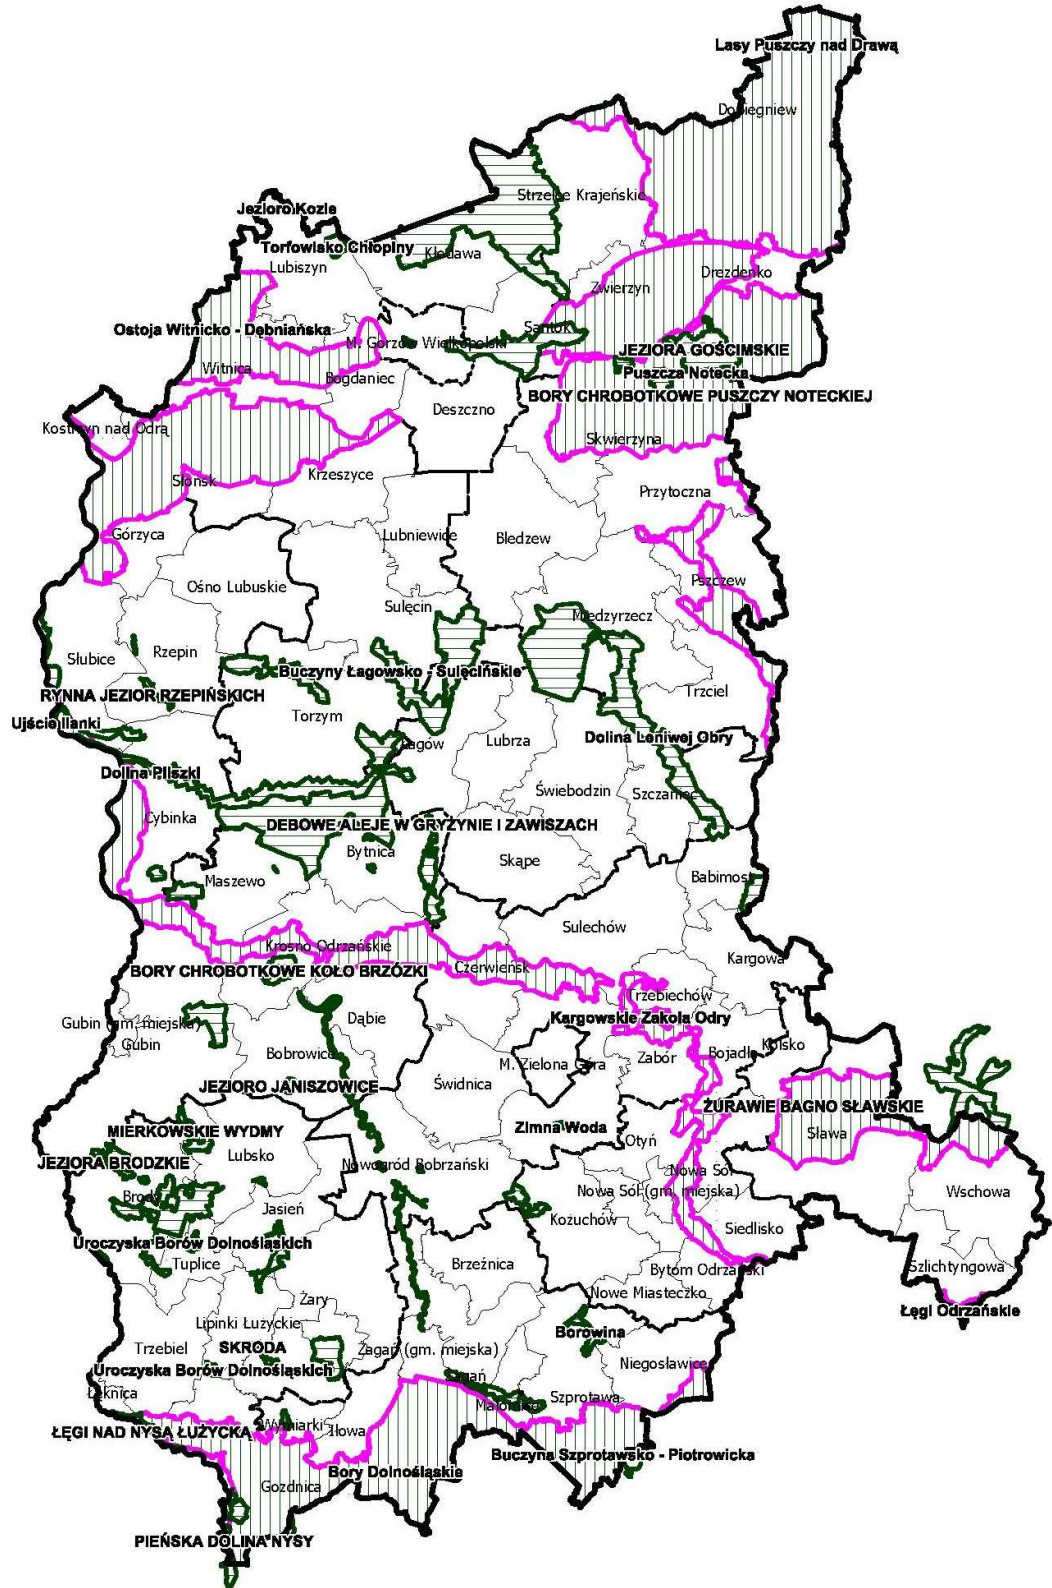 Lasy Puszczy nad Drawą
Dobiegniew
Strzelce Krajeńskie
Jezioro Kozie
Torfowisko Chłopiny
Kłodawa
Lubiszyn
Drezdenko
Zwierzyn
Santok
Ostoja Witnicko - Dębniańska
M. Gorzów Wielkopolski
JEZIORA GOŚCIMSKIE
Witnica
Puszcza Notecka
Bogdaniec
BORY CHROBOTKOWE PUSZCZY NOTECKIEJ
Deszczno
Kostrzyn nad Odrą
Skwierzyna
Krzeszyce
Słońsk
Przytoczna
Górzyca
Lubniewice
Bledzew
Pszczew
Ośno Lubuskie
Sulęcin
Międzyrzecz
Słubice
Rzepin
Buczyny Łagowsko - Sulęcińskie
RYNNA JEZIOR RZEPIŃSKICH
Trzciel
Torzym
Ujście Ilanki
Łagów
Lubrza
Dolina Leniwej Obry
Dolina Pliszki
Świebodzin
Szczaniec
Cybinka
DEBOWE ALEJE W GRYŻYNIE I ZAWISZACH
Bytnica
Skąpe
Maszewo
Babimost
Sulechów
Krosno Odrzańskie
Kargowa
BORY CHROBOTKOWE KOŁO BRZÓZKI
Czerwieńsk
Trzebiechów
Dąbie
Kargowskie Zakola Odry
Gubin (gm. miejska)
Gubin
Bobrowice
Zabór
Bojadła
Kolsko
M. Zielona Góra
JEZIORO JANISZOWICE
Świdnica
ŻURAWIE BAGNO SŁAWSKIE
MIERKOWSKIE WYDMY
Zimna Woda
Sława
Otyń
Lubsko
JEZIORA BRODZKIE
Nowogród Bobrzański
Nowa Sól
Brody
Nowa Sól (gm. miejska)
Wschowa
Jasień
Kożuchów
Siedlisko
Uroczyska Borów Dolnośląskich
Tuplice
Brzeźnica
Bytom Odrzański
Szlichtyngowa
Nowe Miasteczko
Żary
Łęgi Odrzańskie
Lipinki Łużyckie
Borowina
Trzebiel
SKRODA
Żagań (gm. miejska)
Niegosławice
Uroczyska Borów Dolnośląskich
Żagań
Łęknica
Szprotawa
Małomice
ŁĘGI NAD NYSĄ ŁUŻYCKĄ
Wymiarki
Iłowa
Buczyna Szprotawsko - Piotrowicka
Bory Dolnośląskie
Gozdnica
PIEŃSKA DOLINA NYSY